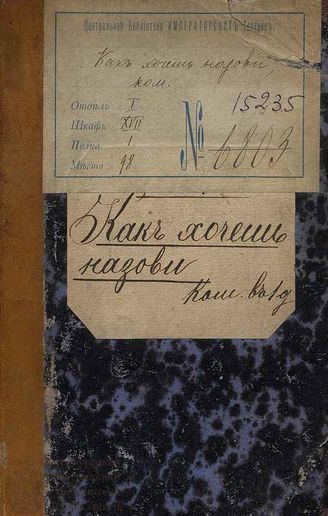 Центральная Библіотека ИМПЕРАТОРСКИХЪ Театровъ.
Какъ хочешь назови,
ком.
Отдѣлъ I
Шкафъ XVII
Полка 1
Мѣсто 98
15235
№ 6803
Какъ хочешь
назови
Ком. въ 1 д